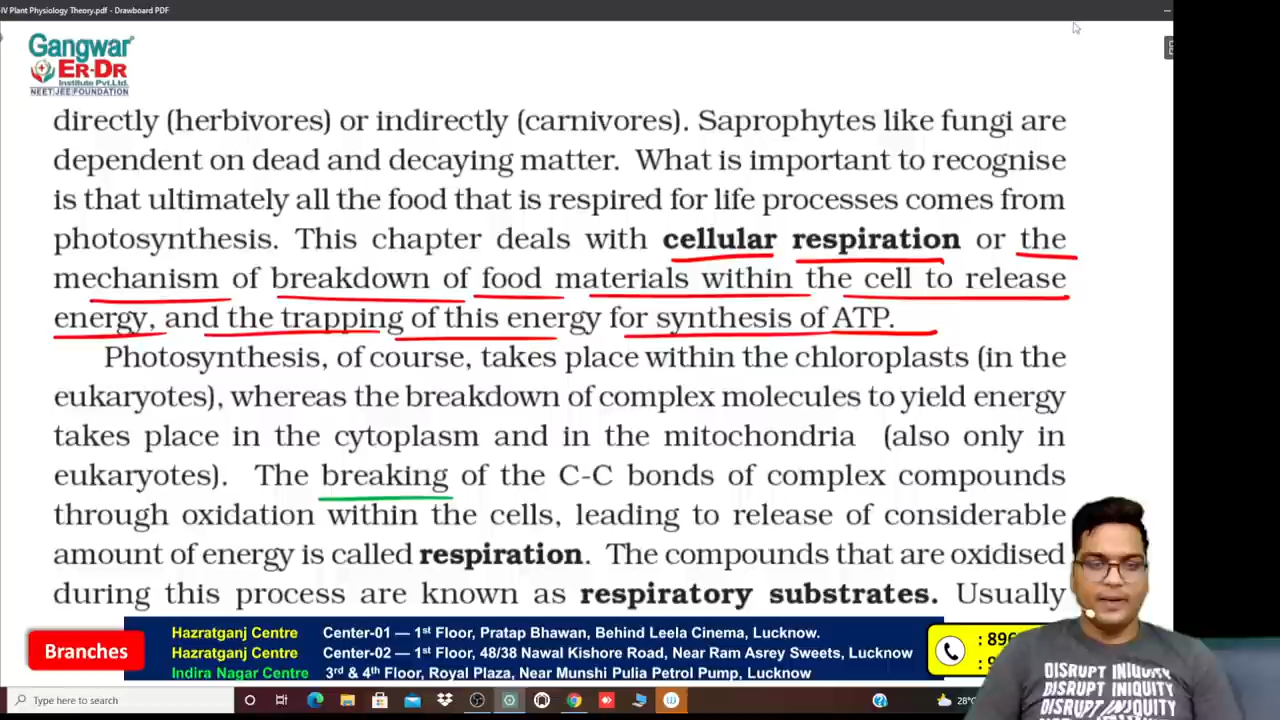 -IV Plant Physiology Theory.pdf - Drawboard PDF
Gangwar
ER-DR
Institute Pvt.Ltd.
NEET|JEE|FOUNDATION
directly (herbivores) or indirectly (carnivores). Saprophytes like fungi are
dependent on dead and decaying matter. What is important to recognise
is that ultimately all the food that is respired for life processes comes from
photosynthesis. This chapter deals with cellular respiration or the
mechanism of breakdown of food materials within the cell to release
energy, and the trapping of this energy for synthesis of ATP.
Photosynthesis, of course, takes place within the chloroplasts (in the
eukaryotes), whereas the breakdown of complex molecules to yield energy
takes place in the cytoplasm and in the mitochondria (also only in
eukaryotes). The breaking of the C-C bonds of complex compounds
through oxidation within the cells, leading to release of considerable
amount of energy is called respiration. The compounds that are oxidised
during this process are known as respiratory substrates. Usually
Branches
Hazratganj Centre Center-01 — 1st Floor, Pratap Bhawan, Behind Leela Cinema, Lucknow.
Hazratganj Centre Center-02 — 1st Floor, 48/38 Nawal Kishore Road, Near Ram Asrey Sweets, Lucknow
Indira Nagar Centre 3rd & 4th Floor, Royal Plaza, Near Munshi Pulia Petrol Pump, Lucknow
: 896
: 9
DISRUPT INIQUITY
DISRUPT INIQUITY
DISRUPT INIQUITY
Type here to search
28°